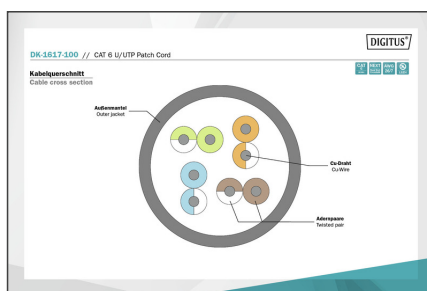 DIGITUS®
DK-1617-100 // CAT 6 U/UTP Patch Cord
Kabelquerschnitt
Cable cross section
Außenmantel
Outer jacket
Cu-Draht
Cu-Wire
Adernpaare
Twisted pair